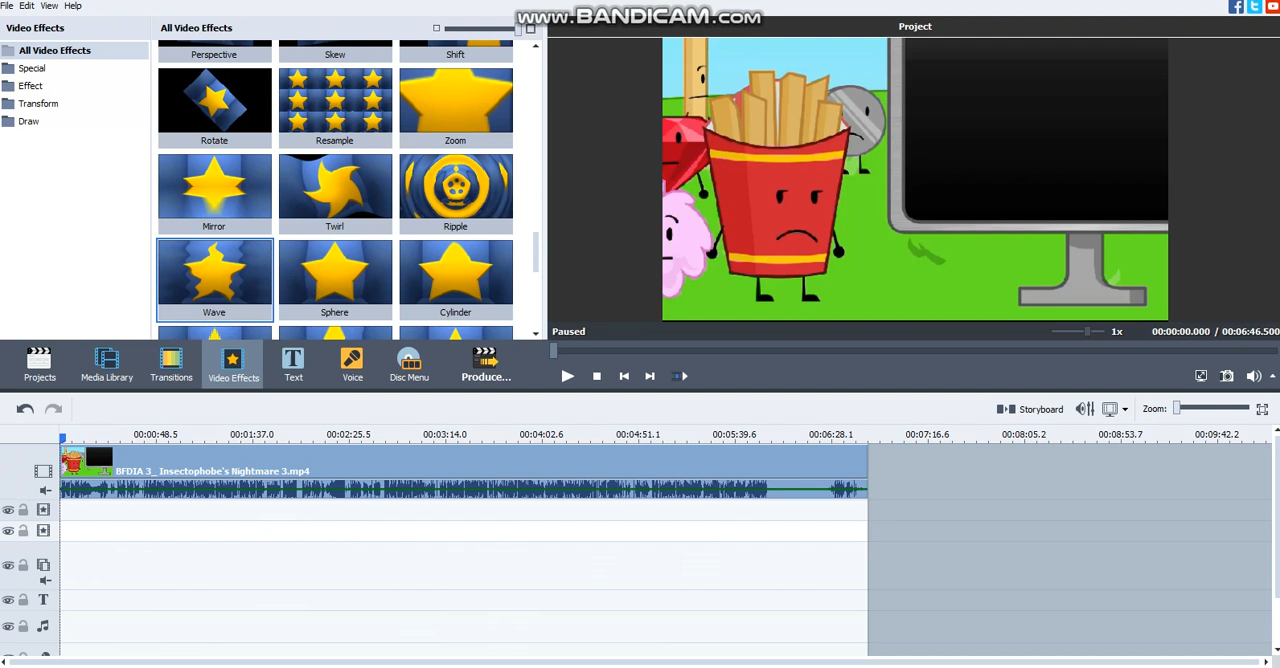 File Edit View Help
www.BANDICAM.com
Video Effects
All Video Effects
Project
All Video Effects
Special
Effect
Transform
Draw
Perspective Skew Shift
Rotate Resample Zoom
Mirror Twirl Ripple
Wave Sphere Cylinder
Paused
1x
00:00:00.000 / 00:06:46.500
Projects
Media Library
Transitions
Video Effects
Text
Voice
Disc Menu
Produce...
Storyboard
Zoom:
00:00:48.5 00:01:37.0 00:02:25.5 00:03:14.0 00:04:02.6 00:04:51.1 00:05:39.6 00:06:28.1 00:07:16.6 00:08:05.2 00:08:53.7 00:09:42.2
BFDIA 3_ Insectophobe's Nightmare 3.mp4